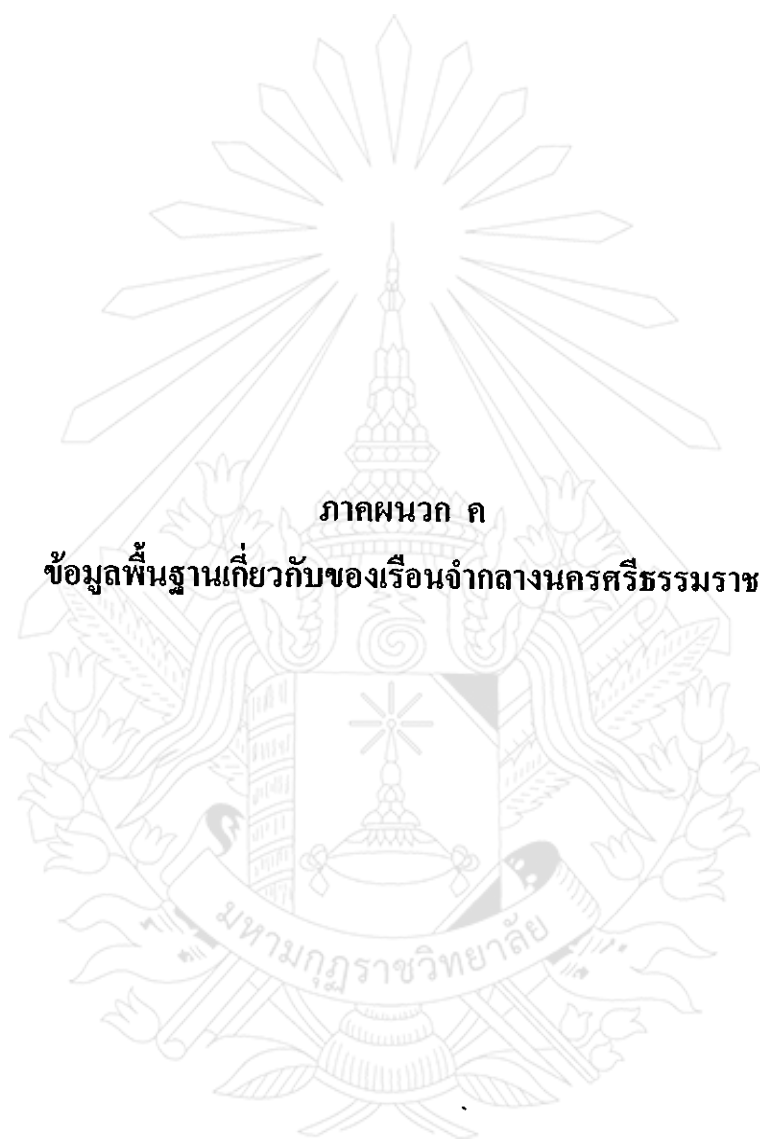 ภาคผนวก ค
ข้อมูลพื้นฐานเกี่ยวกับของเรือนจำกลางนครศรีธรรมราช
มหามกุฏราชวิทยาลัย